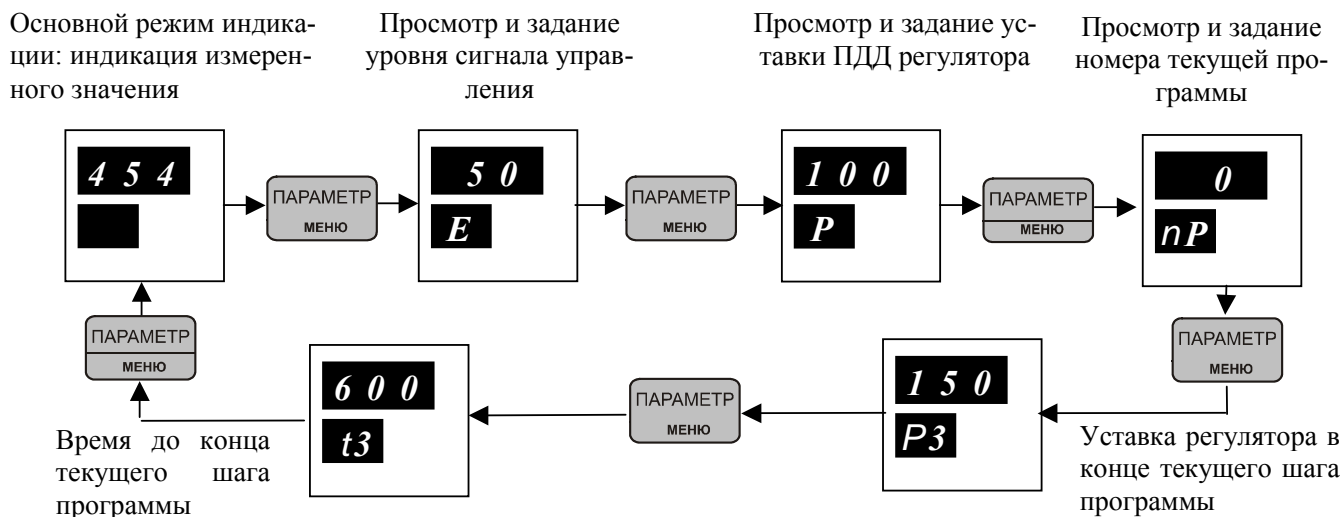 Основной режим индика-
ции: индикация измерен-
ного значения
Просмотр и задание
уровня сигнала управ-
ления
Просмотр и задание ус-
тавки ПДД регулятора
Просмотр и задание
номера текущей про-
граммы
4 5 4
ПАРАМЕТР
МЕНЮ
5 0
E
ПАРАМЕТР
МЕНЮ
1 0 0
P
ПАРАМЕТР
МЕНЮ
0
nP
ПАРАМЕТР
МЕНЮ
Уставка регулятора в
конце текущего шага
программы
1 5 0
P3
ПАРАМЕТР
МЕНЮ
6 0 0
t3
Время до конца
текущего шага
программы
ПАРАМЕТР
МЕНЮ